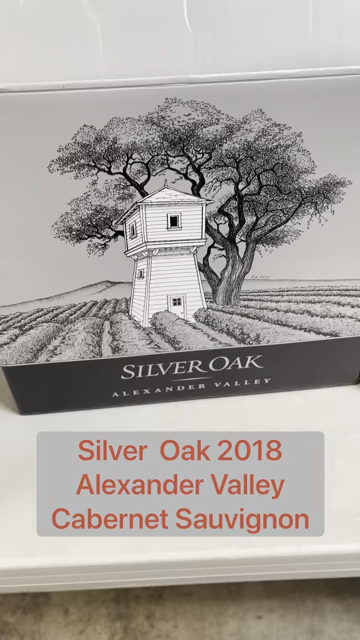 SILVER OAK
ALEXANDER VALLEY
Silver Oak 2018
Alexander Valley
Cabernet Sauvignon